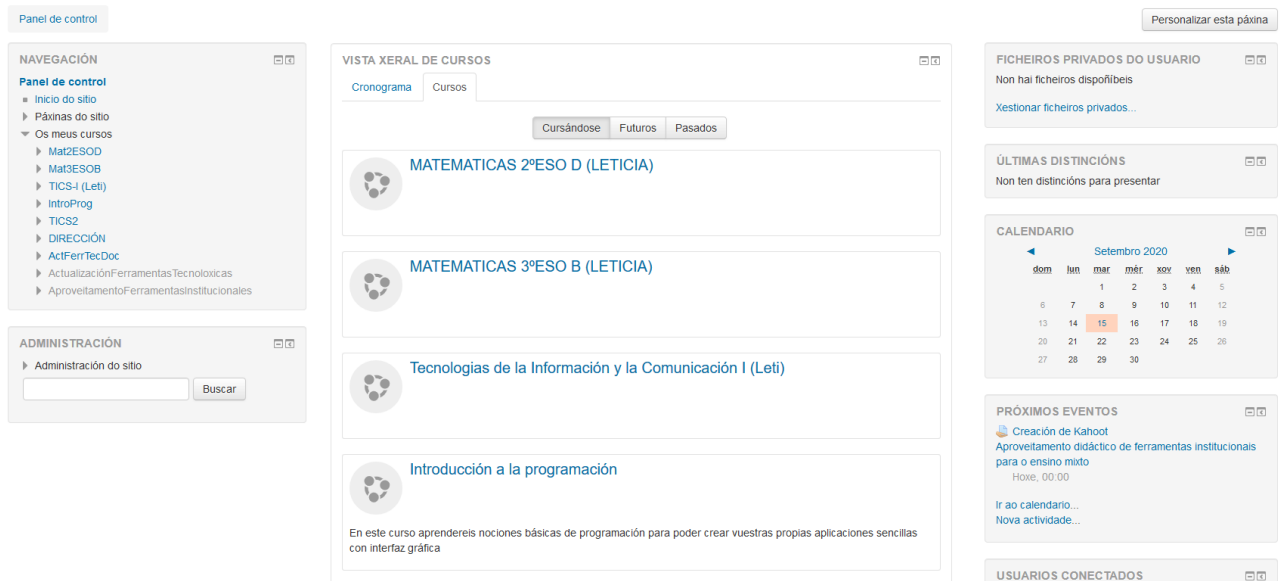 Panel de control
Personalizar esta páxina
NAVEGACIÓN
Panel de control
Inicio do sitio
Páxinas do sitio
Os meus cursos
Mat2ESOD
Mat3ESOB
TICS-I (Leti)
IntroProg
TICS2
DIRECCIÓN
ActFerrTecDoc
ActualizaciónFerramentasTecnoloxicas
AproveitamentoFerramentasInstitucionales
ADMINISTRACIÓN
Administración do sitio
Buscar
VISTA XERAL DE CURSOS
Cronograma Cursos
Cursándose Futuros Pasados
MATEMATICAS 2ºESO D (LETICIA)
MATEMATICAS 3ºESO B (LETICIA)
Tecnologias de la Información y la Comunicación I (Leti)
Introducción a la programación
En este curso aprendereis nociones básicas de programación para poder crear vuestras propias aplicaciones sencillas
con interfaz gráfica
FICHEIROS PRIVADOS DO USUARIO
Non hai ficheiros dispoñíbeis
Xestionar ficheiros privados...
ÚLTIMAS DISTINCIÓNS
Non ten distincións para presentar
CALENDARIO
◄ Setembro 2020 ►
dom lun mar mér xov ven sáb
1 2 3 4 5
6 7 8 9 10 11 12
13 14 15 16 17 18 19
20 21 22 23 24 25 26
27 28 29 30
PRÓXIMOS EVENTOS
Creación de Kahoot
Aproveitamento didáctico de ferramentas institucionais
para o ensino mixto
Hoxe, 00:00
Ir ao calendario...
Nova actividade...
USUARIOS CONECTADOS